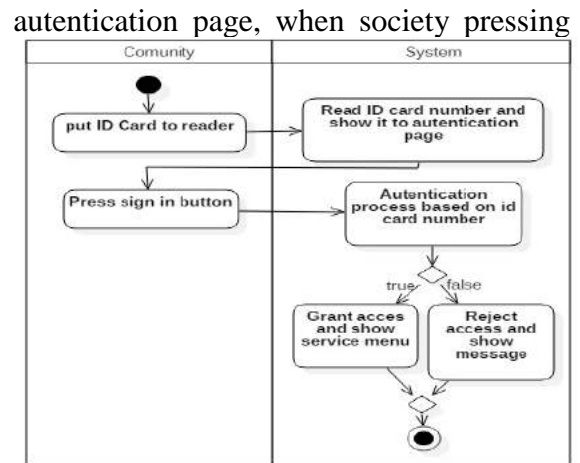 autentication page, when society pressing
Comunity
System
put ID Card to reader
Read ID card number and
show it to autentication
page
Press sign in button
Autentication
process based on id
card number
true
false
Grant acces
and show
service menu
Reject
access and
show
message